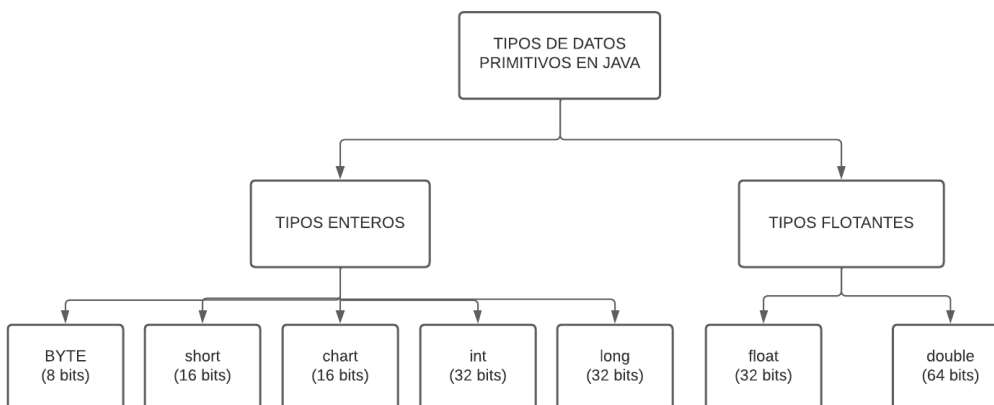 TIPOS DE DATOS
PRIMITIVOS EN JAVA
TIPOS ENTEROS
TIPOS FLOTANTES
BYTE
(8 bits)
short
(16 bits)
chart
(16 bits)
int
(32 bits)
long
(32 bits)
float
(32 bits)
double
(64 bits)